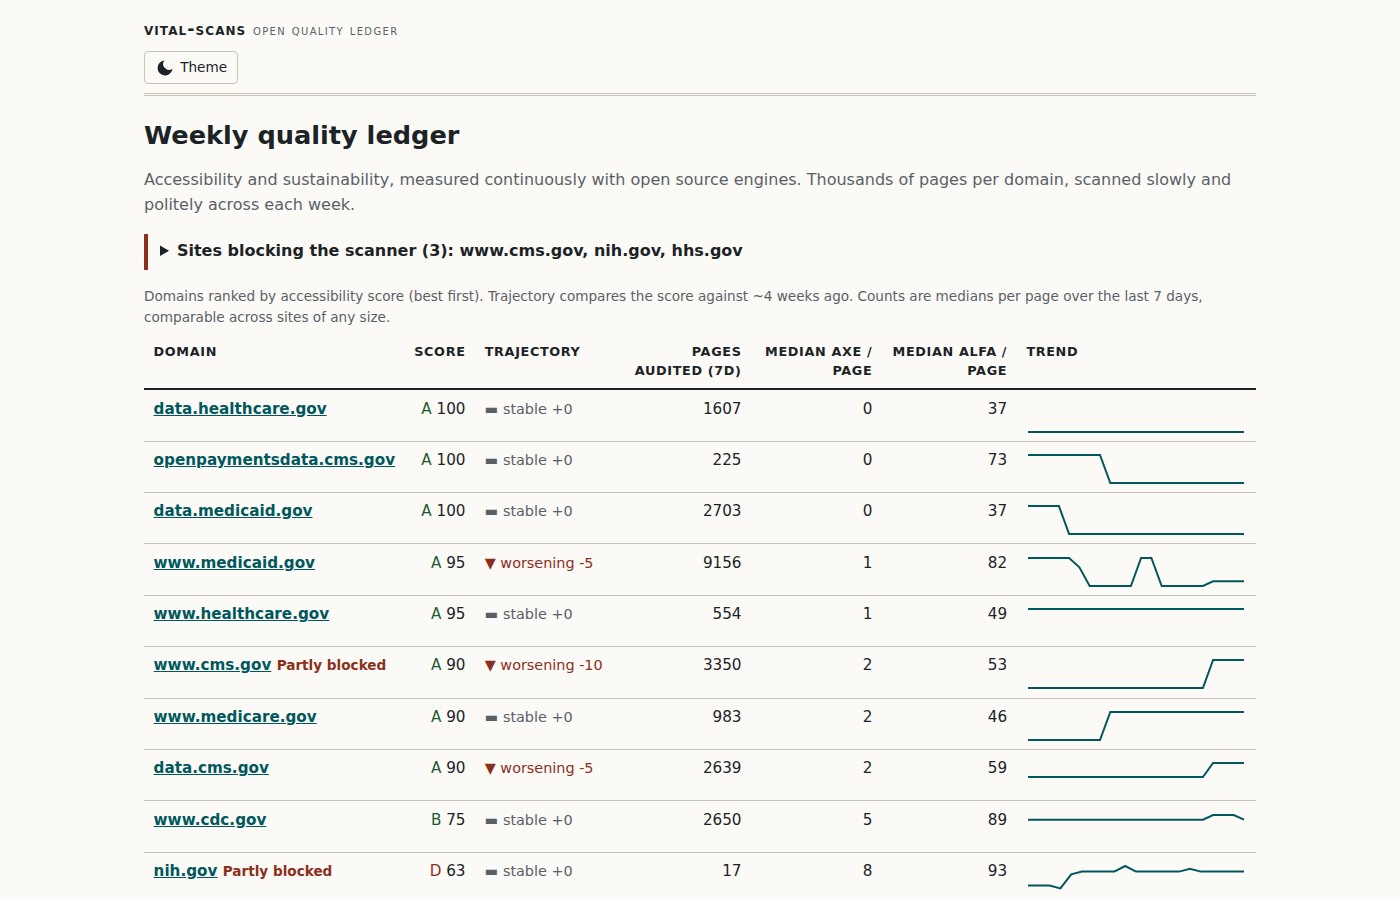 VITAL-SCANS OPEN QUALITY LEDGER
Theme
Weekly quality ledger
Accessibility and sustainability, measured continuously with open source engines. Thousands of pages per domain, scanned slowly and
politely across each week.
▶ Sites blocking the scanner (3): www.cms.gov, nih.gov, hhs.gov
Domains ranked by accessibility score (best first). Trajectory compares the score against ~4 weeks ago. Counts are medians per page over the last 7 days,
comparable across sites of any size.
DOMAIN SCORE TRAJECTORY PAGES AUDITED (7D) MEDIAN AXE / PAGE MEDIAN ALFA / PAGE TREND
data.healthcare.gov A 100 ▬ stable +0 1607 0 37
openpaymentsdata.cms.gov A 100 ▬ stable +0 225 0 73
data.medicaid.gov A 100 ▬ stable +0 2703 0 37
www.medicaid.gov A 95 ▼ worsening -5 9156 1 82
www.healthcare.gov A 95 ▬ stable +0 554 1 49
www.cms.gov Partly blocked A 90 ▼ worsening -10 3350 2 53
www.medicare.gov A 90 ▬ stable +0 983 2 46
data.cms.gov A 90 ▼ worsening -5 2639 2 59
www.cdc.gov B 75 ▬ stable +0 2650 5 89
nih.gov Partly blocked D 63 ▬ stable +0 17 8 93